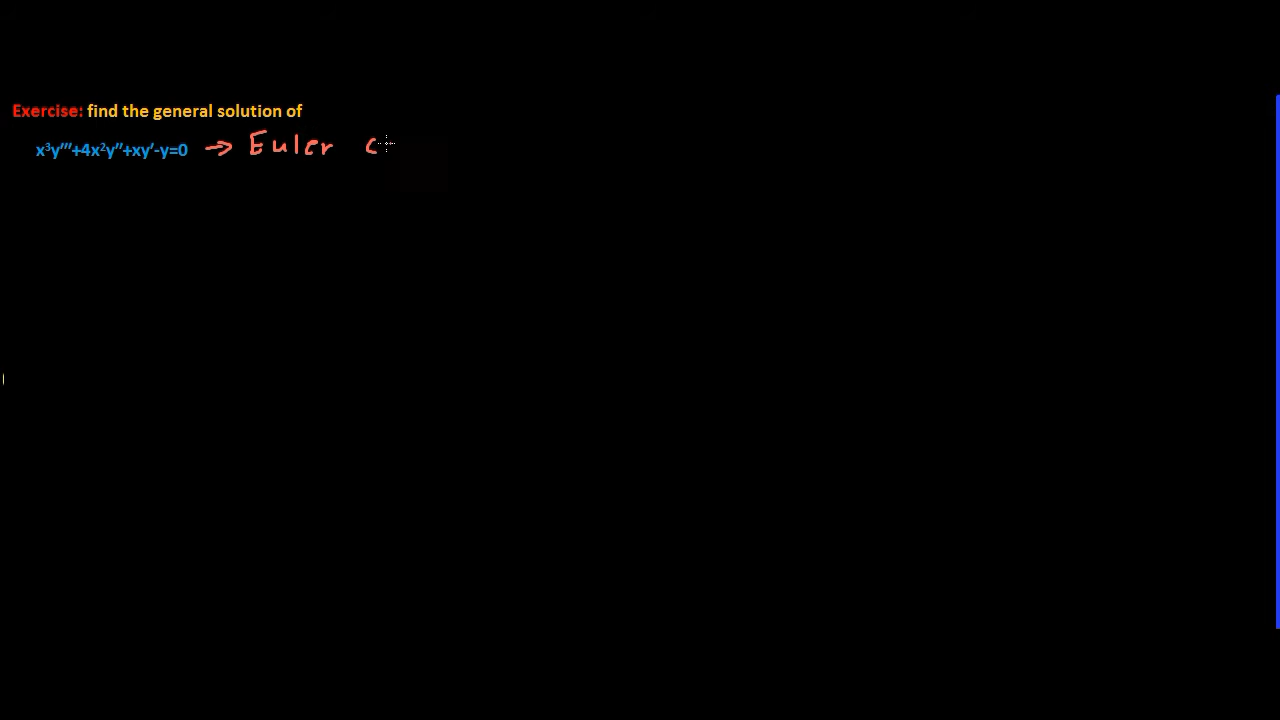 Exercise: find the general solution of
x³y′′′+4x²y′′+xy′-y=0 → Euler c